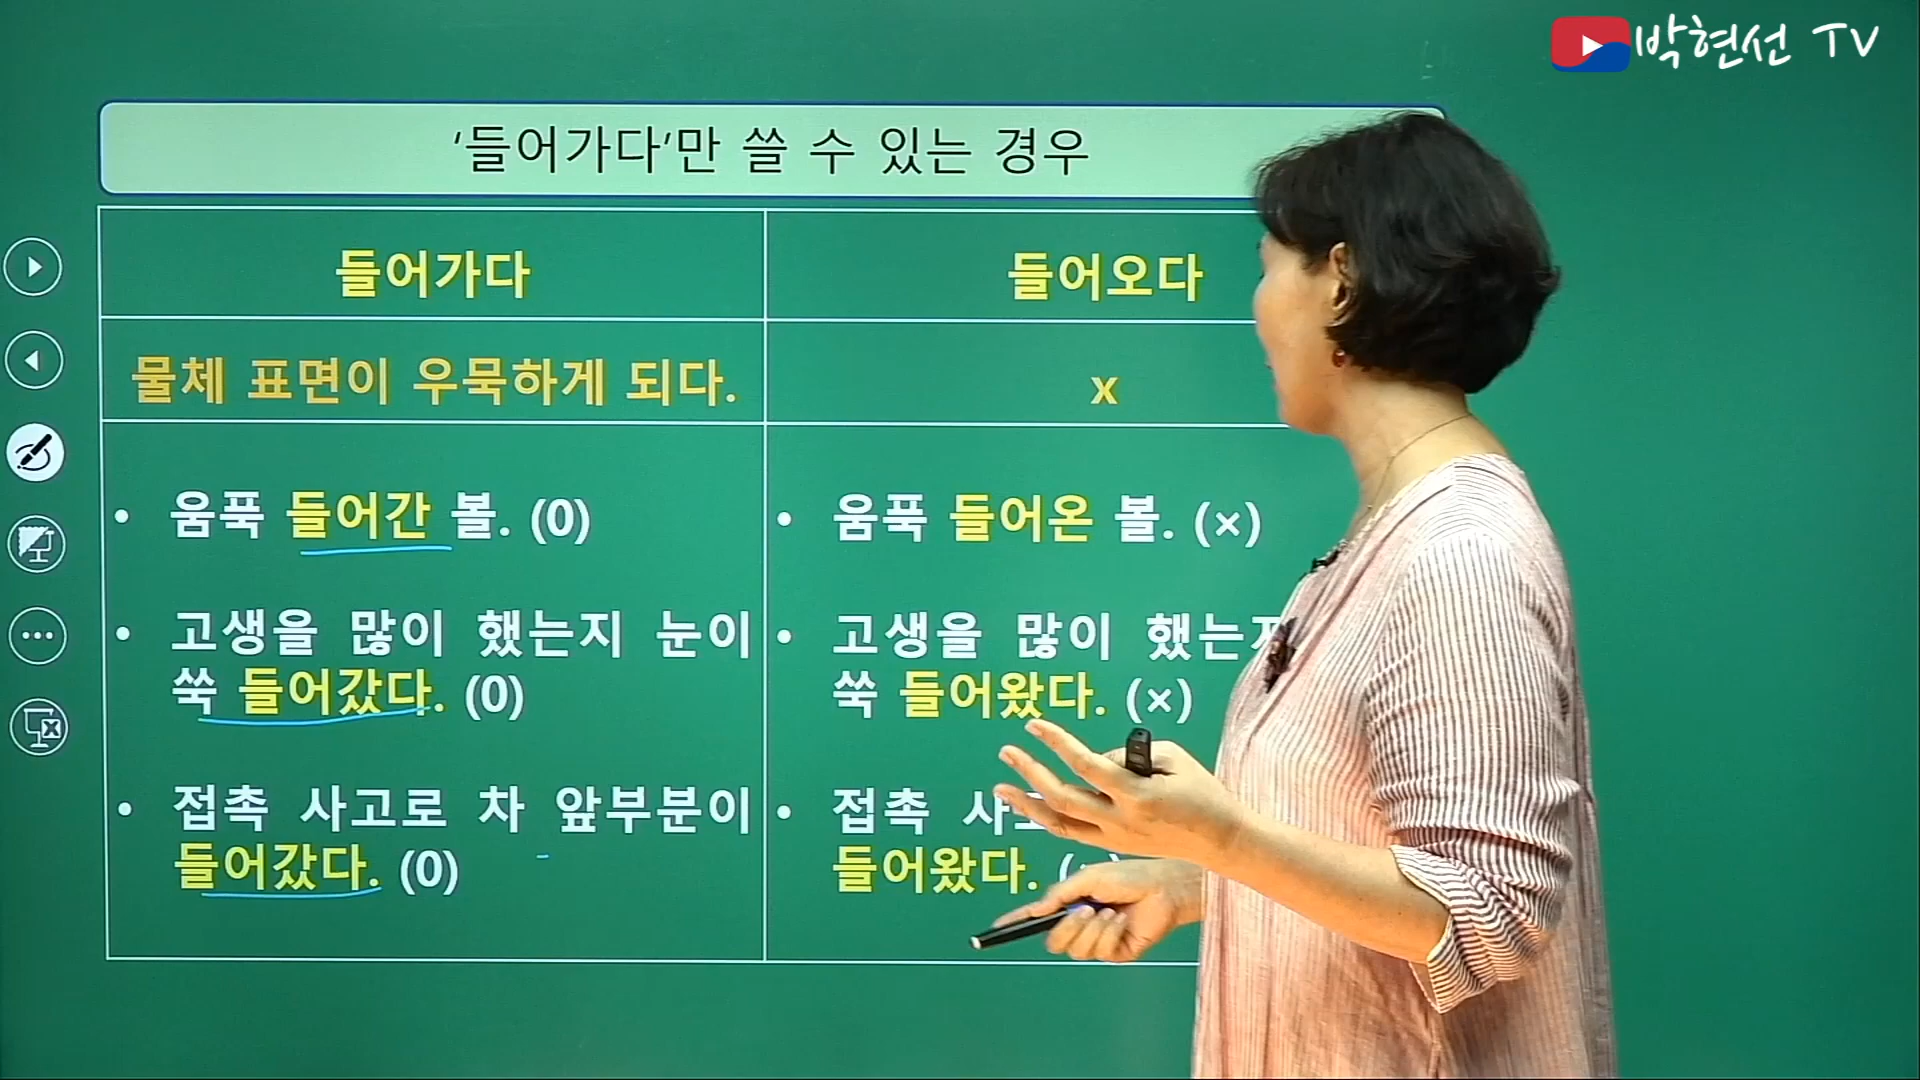 박현선 TV
'들어가다'만 쓸 수 있는 경우
들어가다
들어오다
물체 표면이 우묵하게 되다.
x
• 움푹 들어간 볼. (0)
• 고생을 많이 했는지 눈이
쑥 들어갔다. (0)
• 접촉 사고로 차 앞부분이
들어갔다. (0)
• 움푹 들어온 볼. (×)
• 고생을 많이 했는지
쑥 들어왔다. (×)
• 접촉
들어왔다.